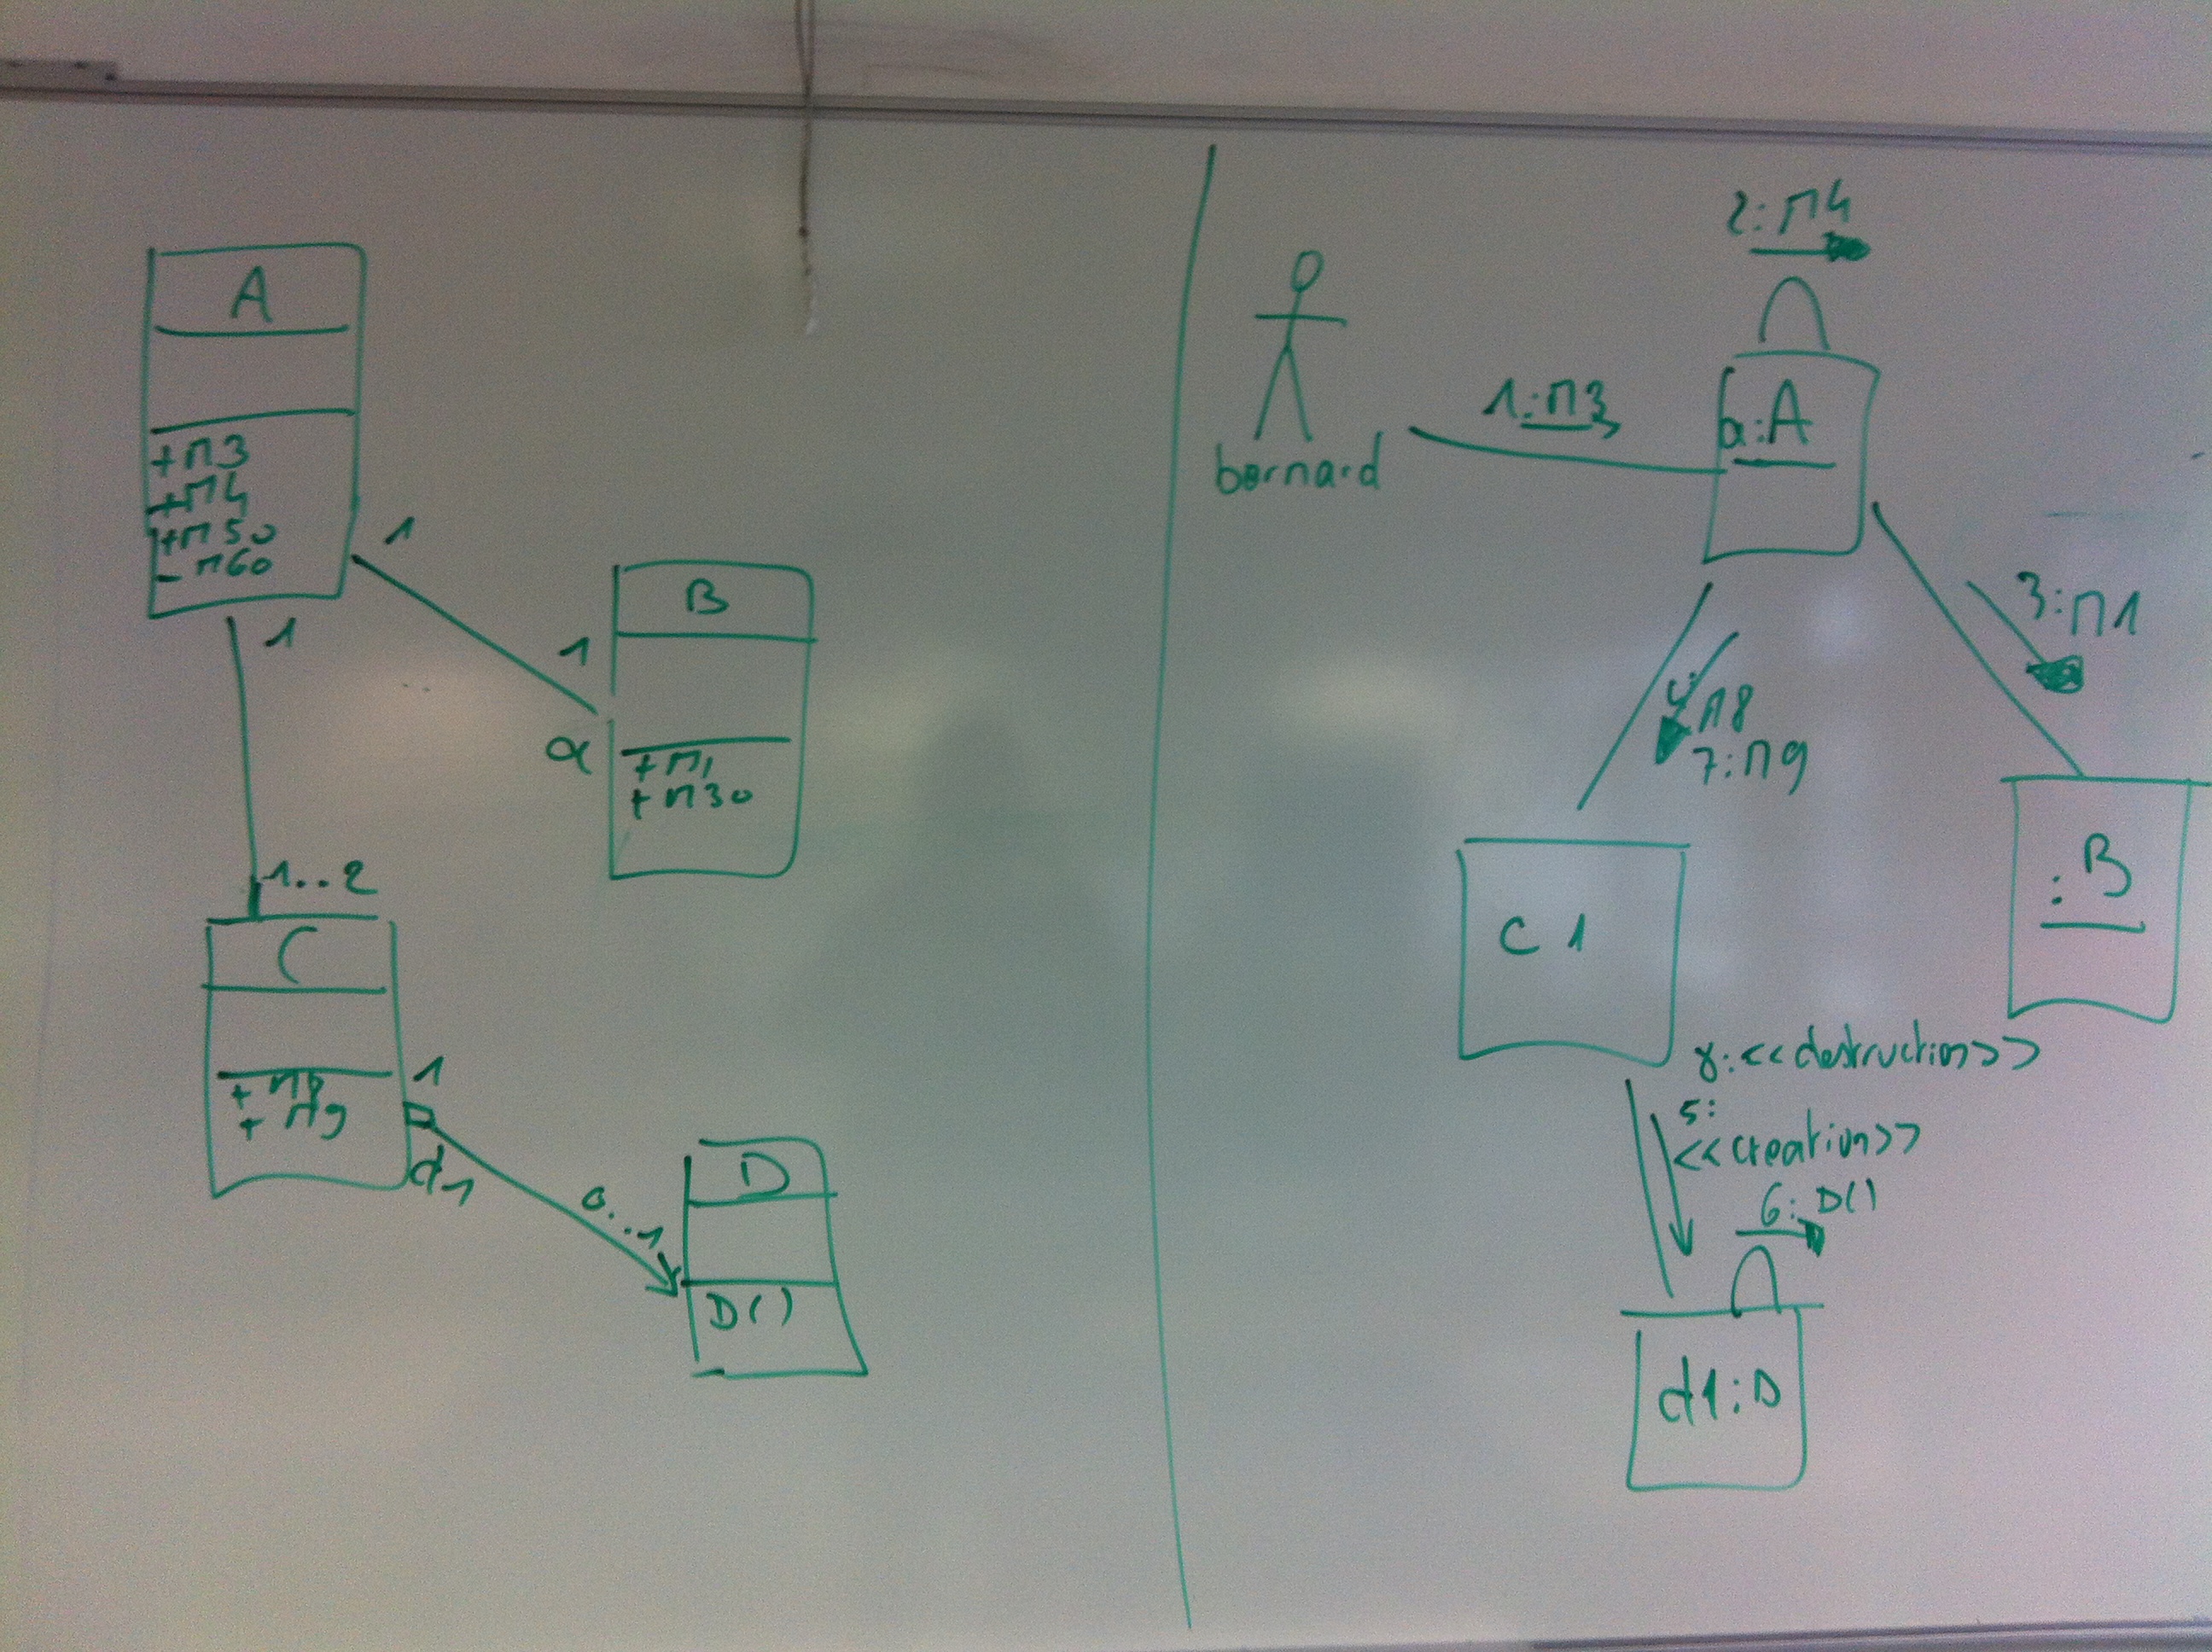 A
+M3
+M4
+M50
- M60
1
1
1
B
α
+M1
+M30
1..2
C
+ M8
+ M9
1
d1
0..1
D
D()
2:M4
bernard
1:M3
a:A
3:M1
4:
M8
7:M9
C1
:B
8:<<destruction>>
5:
<<creation>>
6:D()
d1:D